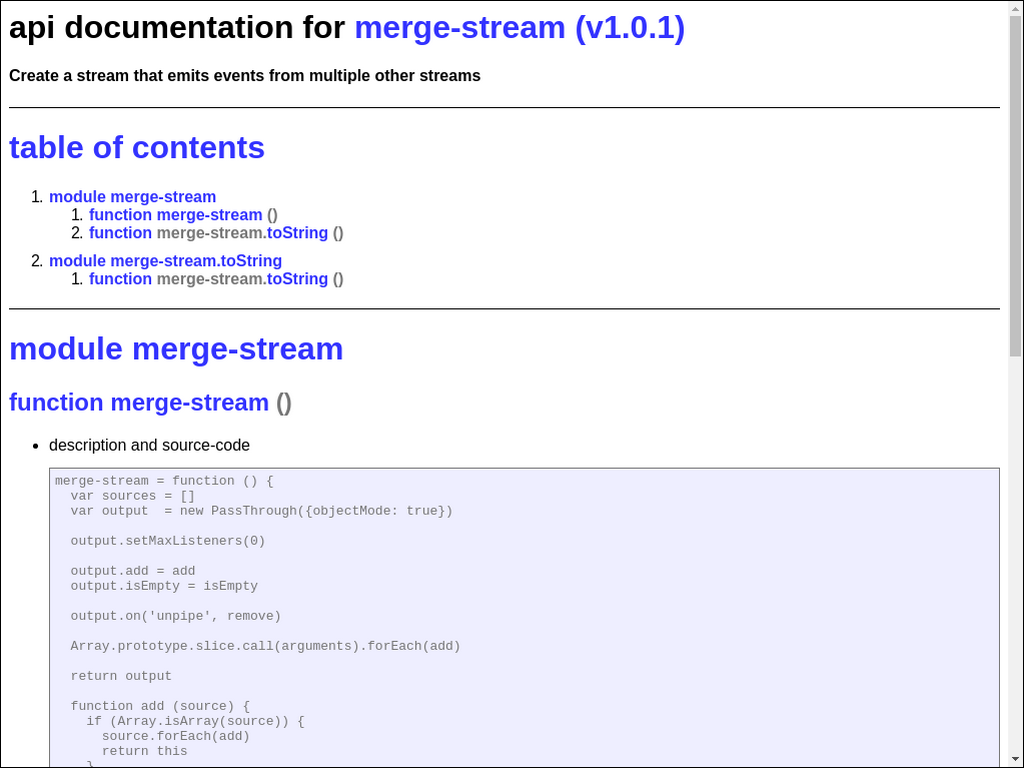 api documentation for merge-stream (v1.0.1)
Create a stream that emits events from multiple other streams
table of contents
1. module merge-stream
1. function merge-stream ()
2. function merge-stream.toString ()
2. module merge-stream.toString
1. function merge-stream.toString ()
module merge-stream
function merge-stream ()
• description and source-code
merge-stream = function () {
  var sources = []
  var output  = new PassThrough({objectMode: true})
  output.setMaxListeners(0)
  output.add = add
  output.isEmpty = isEmpty
  output.on('unpipe', remove)
  Array.prototype.slice.call(arguments).forEach(add)
  return output
  function add (source) {
    if (Array.isArray(source)) {
      source.forEach(add)
      return this
    }